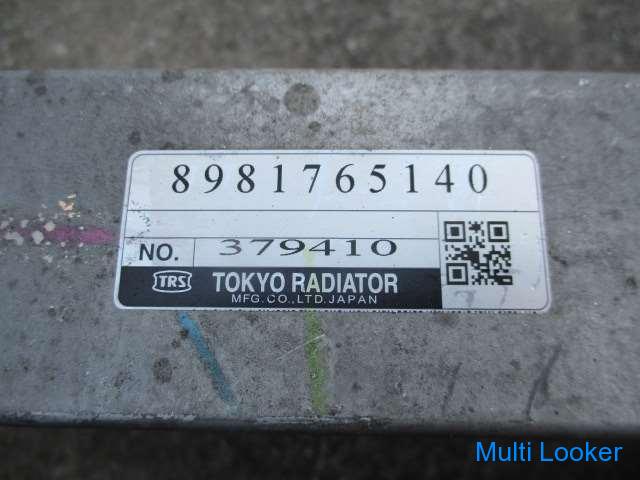 8981765140
NO. 379410
TRS TOKYO RADIATOR
MFG.CO.,LTD.JAPAN
Multi Looker